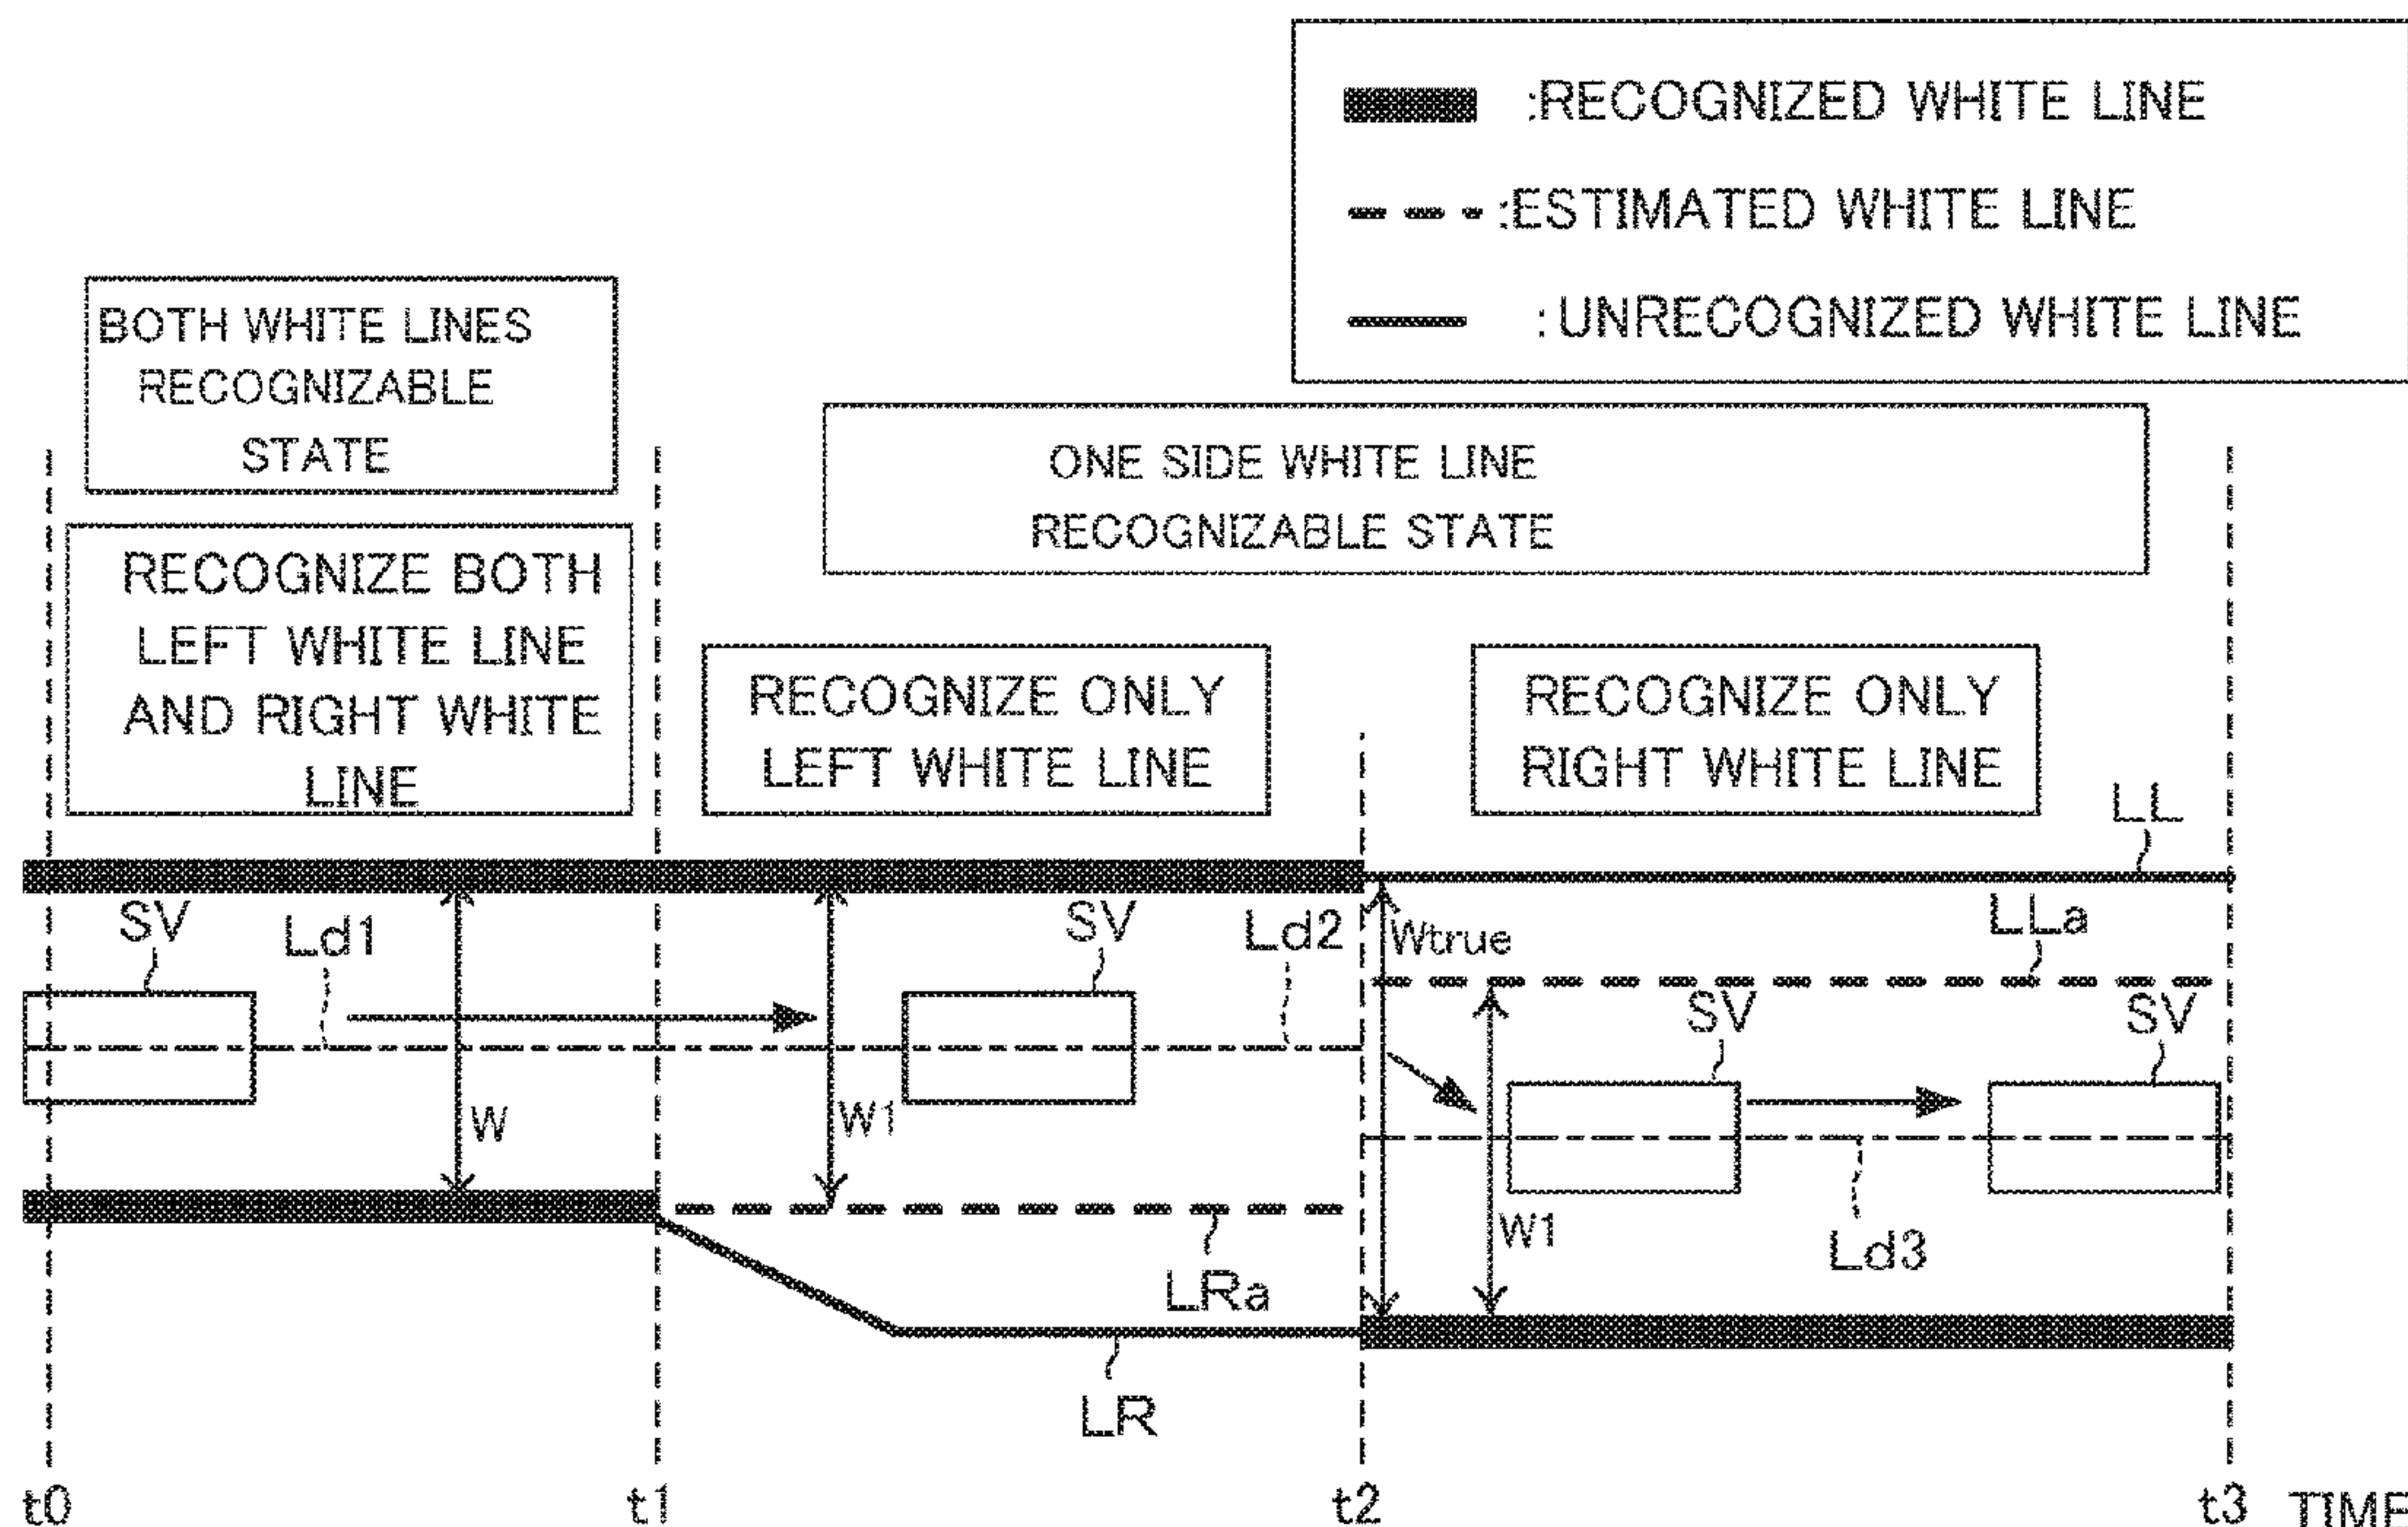 :RECOGNIZED WHITE LINE
:ESTIMATED WHITE LINE
: UNRECOGNIZED WHITE LINE
BOTH WHITE LINES
RECOGNIZABLE
STATE
ONE SIDE WHITE LINE
RECOGNIZABLE STATE
RECOGNIZE BOTH
LEFT WHITE LINE
AND RIGHT WHITE
LINE
RECOGNIZE ONLY
LEFT WHITE LINE
RECOGNIZE ONLY
RIGHT WHITE LINE
LL
SV
Ld1
SV
Ld2
Wtrue
LLa
SV
SV
W
W1
W1
Ld3
LRa
LR
t0
t1
t2
t3
TIME